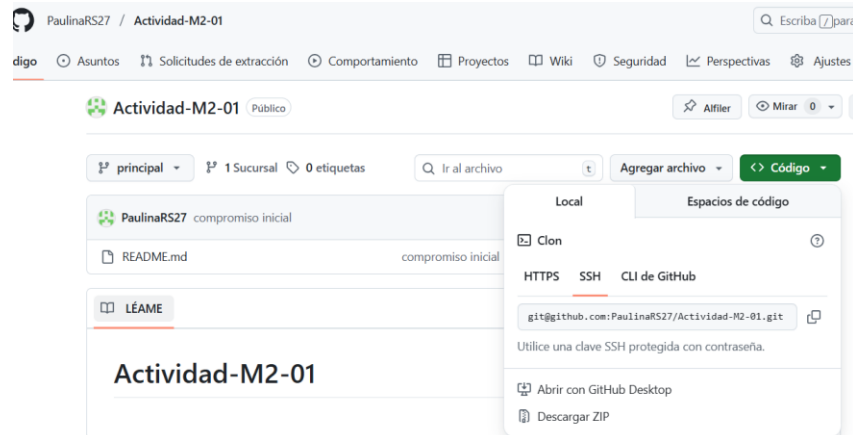 PaulinaRS27 / Actividad-M2-01
Escriba / para
digo Asuntos Solicitudes de extracción Comportamiento Proyectos Wiki Seguridad Perspectivas Ajustes
Actividad-M2-01 Público
Alfiler Mirar 0
principal 1 Sucursal 0 etiquetas Ir al archivo t Agregar archivo <> Código
Local Espacios de código
PaulinaRS27 compromiso inicial
Clon
README.md compromiso inicial
HTTPS SSH CLI de GitHub
LÉAME
git@github.com:PaulinaRS27/Actividad-M2-01.git
Utilice una clave SSH protegida con contraseña.
Actividad-M2-01
Abrir con GitHub Desktop
Descargar ZIP